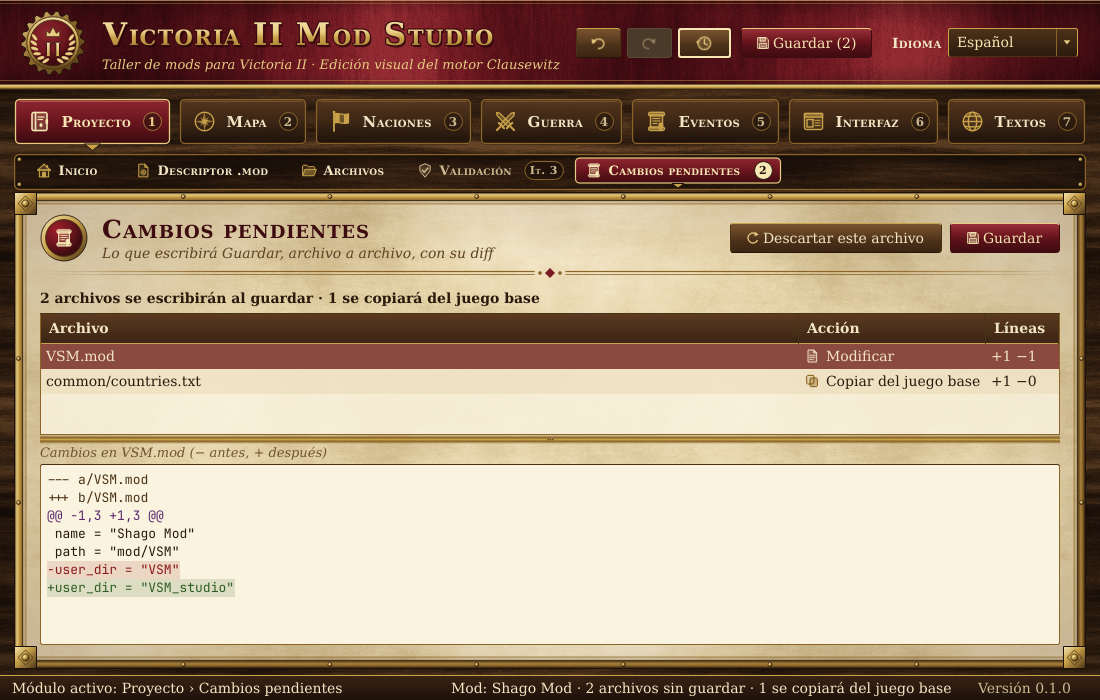 Victoria II Mod Studio
Taller de mods para Victoria II · Edición visual del motor Clausewitz
Guardar (2)
Idioma
Español
Proyecto 1
Mapa 2
Naciones 3
Guerra 4
Eventos 5
Interfaz 6
Textos 7
Inicio
Descriptor .mod
Archivos
Validación It. 3
Cambios pendientes 2
Cambios pendientes
Lo que escribirá Guardar, archivo a archivo, con su diff
Descartar este archivo
Guardar
2 archivos se escribirán al guardar · 1 se copiará del juego base
Archivo Acción Líneas
VSM.mod Modificar +1 −1
common/countries.txt Copiar del juego base +1 −0
Cambios en VSM.mod (− antes, + después)
--- a/VSM.mod
+++ b/VSM.mod
@@ -1,3 +1,3 @@
name = "Shago Mod"
path = "mod/VSM"
-user_dir = "VSM"
+user_dir = "VSM_studio"
Módulo activo: Proyecto › Cambios pendientes
Mod: Shago Mod · 2 archivos sin guardar · 1 se copiará del juego base
Versión 0.1.0